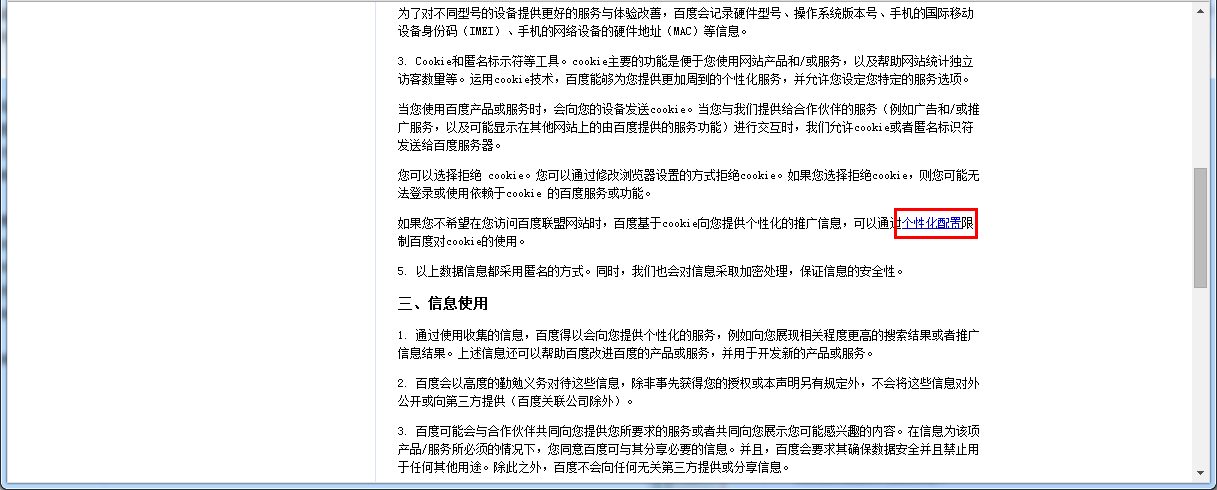 为了对不同型号的设备提供更好的服务与体验改善，百度会记录硬件型号、操作系统版本号、手机的国际移动
设备身份码（IMEI）、手机的网络设备的硬件地址（MAC）等信息。
3. Cookie和匿名标示符等工具。cookie主要的功能是便于您使用网站产品和/或服务，以及帮助网站统计独立
访客数量等。运用cookie技术，百度能够为您提供更加周到的个性化服务，并允许您设定您特定的服务选项。
当您使用百度产品或服务时，会向您的设备发送cookie。当您与我们提供给合作伙伴的服务（例如广告和/或推
广服务，以及可能显示在其他网站上的由百度提供的服务功能）进行交互时，我们允许cookie或者匿名标识符
发送给百度服务器。
您可以选择拒绝 cookie。您可以通过修改浏览器设置的方式拒绝cookie。如果您选择拒绝cookie，则您可能无
法登录或使用依赖于cookie 的百度服务或功能。
如果您不希望在您访问百度联盟网站时，百度基于cookie向您提供个性化的推广信息，可以通过个性化配置限
制百度对cookie的使用。
5. 以上数据信息都采用匿名的方式。同时，我们也会对信息采取加密处理，保证信息的安全性。
三、信息使用
1. 通过使用收集的信息，百度得以会向您提供个性化的服务，例如向您展现相关程度更高的搜索结果或者推广
信息结果。上述信息还可以帮助百度改进百度的产品或服务，并用于开发新的产品或服务。
2. 百度会以高度的勤勉义务对待这些信息，除非事先获得您的授权或本声明另有规定外，不会将这些信息对外
公开或向第三方提供（百度关联公司除外）。
3. 百度可能会与合作伙伴共同向您提供您所要求的服务或者共同向您展示您可能感兴趣的内容。在信息为该项
产品/服务所必须的情况下，您同意百度可与其分享必要的信息。并且，百度会要求其确保数据安全并且禁止用
于任何其他用途。除此之外，百度不会向任何无关第三方提供或分享信息。